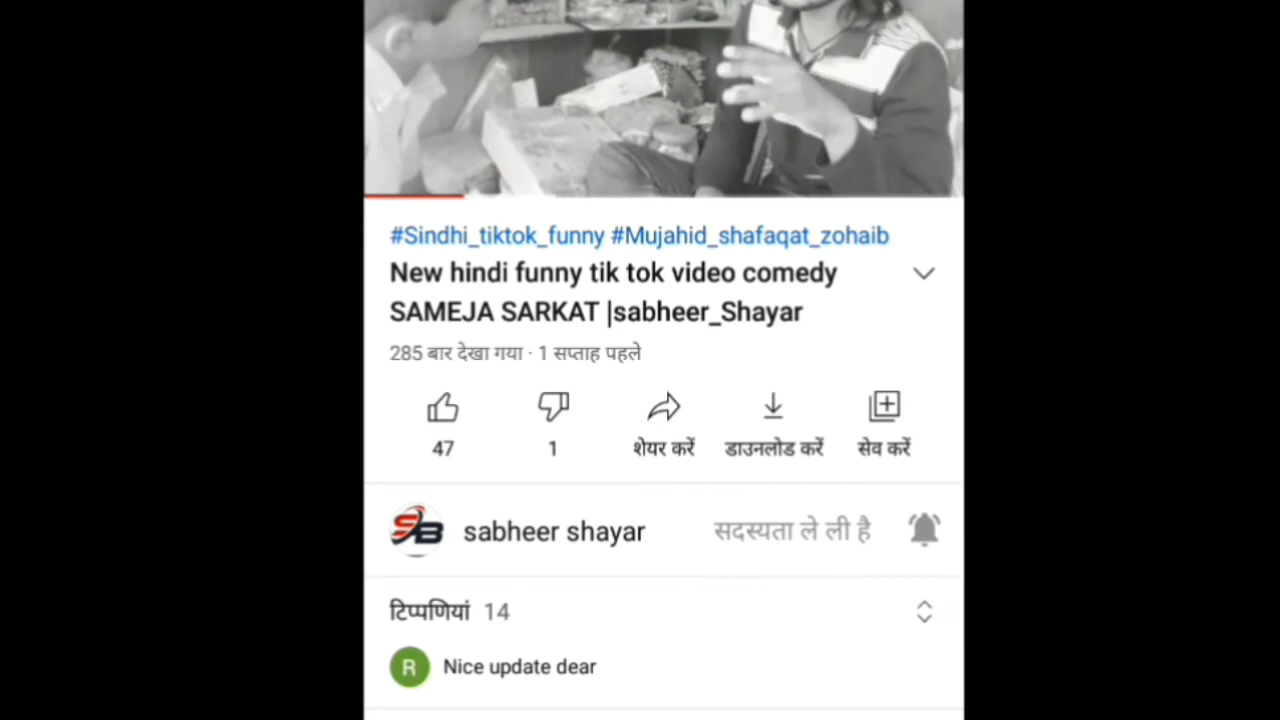 #Sindhi_tiktok_funny #Mujahid_shafaqat_zohaib
New hindi funny tik tok video comedy
SAMEJA SARKAT |sabheer_Shayar
285 बार देखा गया · 1 सप्ताह पहले
47 1 शेयर करें डाउनलोड करें सेव करें
SB sabheer shayar सदस्यता ले ली है
टिप्पणियां 14
R Nice update dear